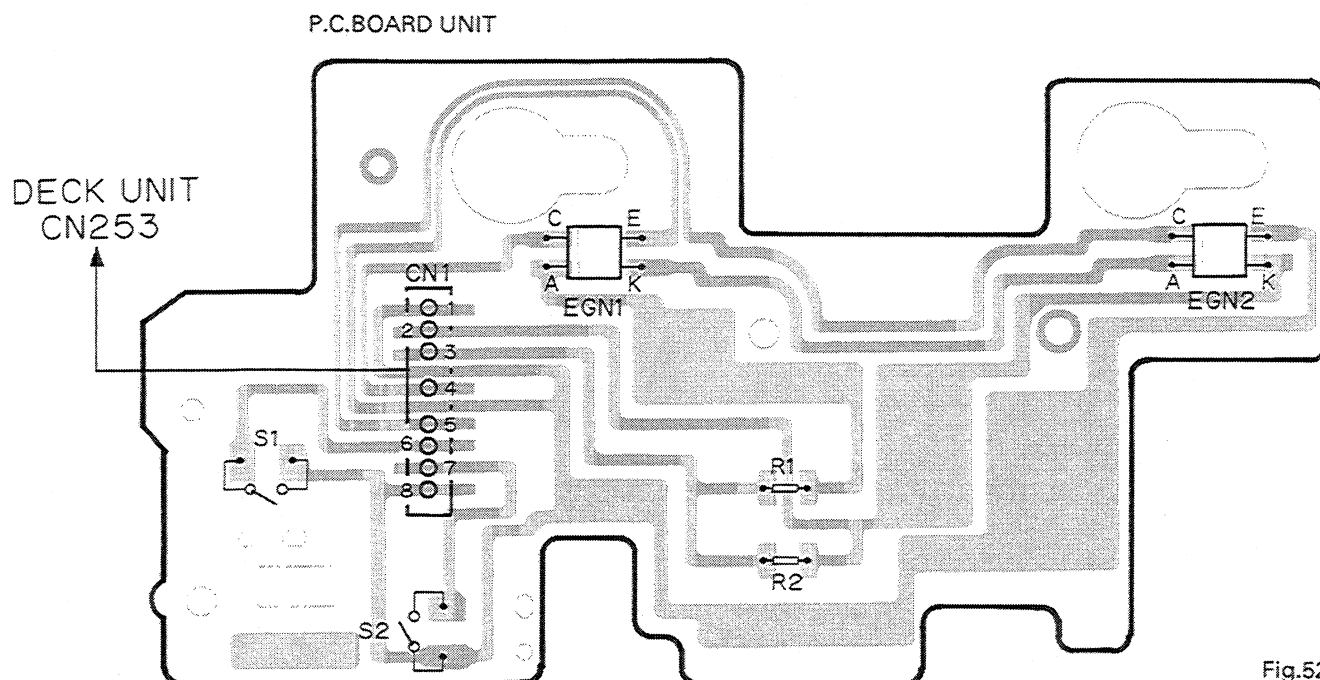 P.C.BOARD UNIT
DECK UNIT
CN253
C E
A K
EGN1
C E
A K
EGN2
CN1
1
2
3
4
5
6
7
8
S1
R1
R2
S2
Fig.52